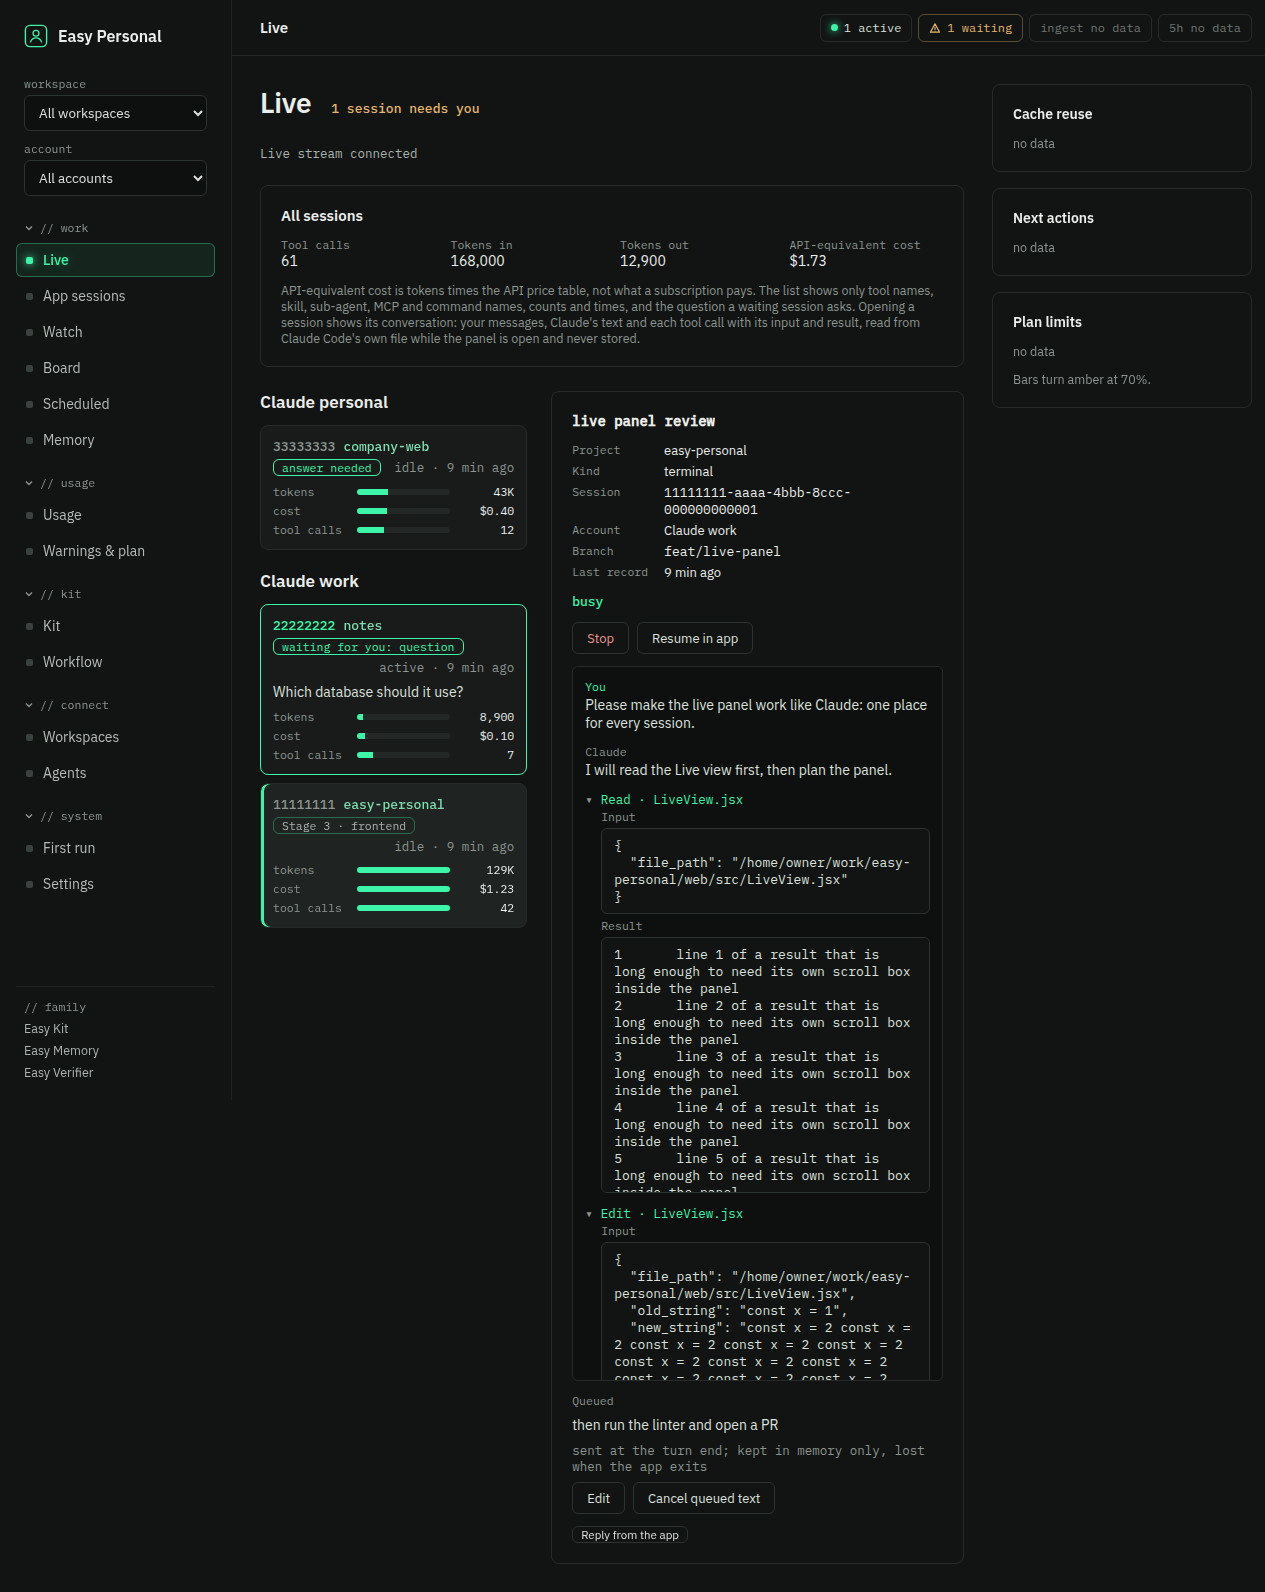 Easy Personal
workspace
All workspaces
account
All accounts
// work
Live
App sessions
Watch
Board
Scheduled
Memory
// usage
Usage
Warnings & plan
// kit
Kit
Workflow
// connect
Workspaces
Agents
// system
First run
Settings
// family
Easy Kit
Easy Memory
Easy Verifier
Live
1 active
1 waiting
ingest no data
5h no data
Live
1 session needs you
Live stream connected
All sessions
Tool calls
61
Tokens in
168,000
Tokens out
12,900
API-equivalent cost
$1.73
API-equivalent cost is tokens times the API price table, not what a subscription pays. The list shows only tool names,
skill, sub-agent, MCP and command names, counts and times, and the question a waiting session asks. Opening a
session shows its conversation: your messages, Claude's text and each tool call with its input and result, read from
Claude Code's own file while the panel is open and never stored.
Claude personal
33333333 company-web
answer needed
idle · 9 min ago
tokens 43K
cost $0.40
tool calls 12
Claude work
22222222 notes
waiting for you: question
active · 9 min ago
Which database should it use?
tokens 8,900
cost $0.10
tool calls 7
11111111 easy-personal
Stage 3 · frontend
idle · 9 min ago
tokens 129K
cost $1.23
tool calls 42
live panel review
Project easy-personal
Kind terminal
Session 11111111-aaaa-4bbb-8ccc-
000000000001
Account Claude work
Branch feat/live-panel
Last record 9 min ago
busy
Stop
Resume in app
You
Please make the live panel work like Claude: one place
for every session.
Claude
I will read the Live view first, then plan the panel.
▾ Read · LiveView.jsx
Input
{
"file_path": "/home/owner/work/easy-
personal/web/src/LiveView.jsx"
}
Result
1 line 1 of a result that is
long enough to need its own scroll box
inside the panel
2 line 2 of a result that is
long enough to need its own scroll box
inside the panel
3 line 3 of a result that is
long enough to need its own scroll box
inside the panel
4 line 4 of a result that is
long enough to need its own scroll box
inside the panel
5 line 5 of a result that is
long enough to need its own scroll box
inside the panel
▾ Edit · LiveView.jsx
Input
{
"file_path": "/home/owner/work/easy-
personal/web/src/LiveView.jsx",
"old_string": "const x = 1",
"new_string": "const x = 2 const x =
2 const x = 2 const x = 2 const x = 2
const x = 2 const x = 2 const x = 2
const x = 2 const x = 2 const x = 2
Queued
then run the linter and open a PR
sent at the turn end; kept in memory only, lost
when the app exits
Edit
Cancel queued text
Reply from the app
Cache reuse
no data
Next actions
no data
Plan limits
no data
Bars turn amber at 70%.